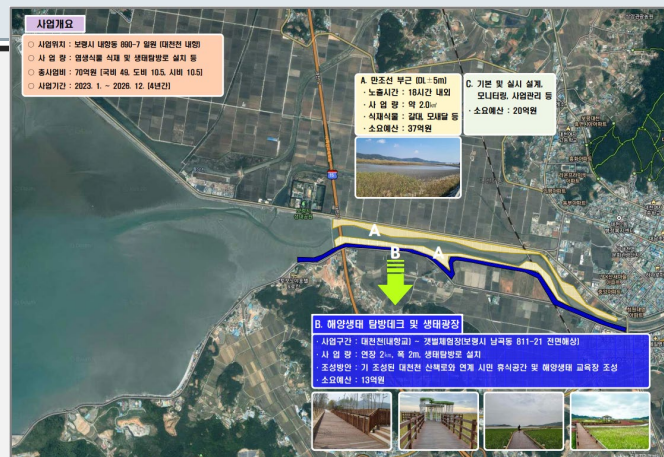 사업개요
○ 사업위치 : 보령시 내항동 890-7 일원 (대천천 내항)
○ 사 업 량 : 염생식물 식재 및 생태탐방로 설치 등
○ 총사업비 : 70억원 [국비 49, 도비 10.5, 시비 10.5]
○ 사업기간 : 2023. 1. ~ 2026. 12. [4년간]
A. 만조선 부근 (DL±5m)
· 노출시간 : 18시간 내외
· 사 업 량 : 약 2.0㎢
· 식재식물 : 갈대, 모새달 등
· 소요예산 : 37억원
C. 기본 및 실시 설계,
모니터링, 사업관리 등
· 소요예산 : 20억원
A
B
A
B. 해양생태 탐방데크 및 생태광장
· 사업구간 : 대천천(내항교) ~ 갯벌체험장(보령시 남곡동 811-21 전면해상)
· 사 업 량 : 연장 2㎞, 폭 2m, 생태탐방로 설치
· 조성방안 : 기 조성된 대천천 산책로와 연계 시민 휴식공간 및 해양생태 교육장 조성
· 소요예산 : 13억원